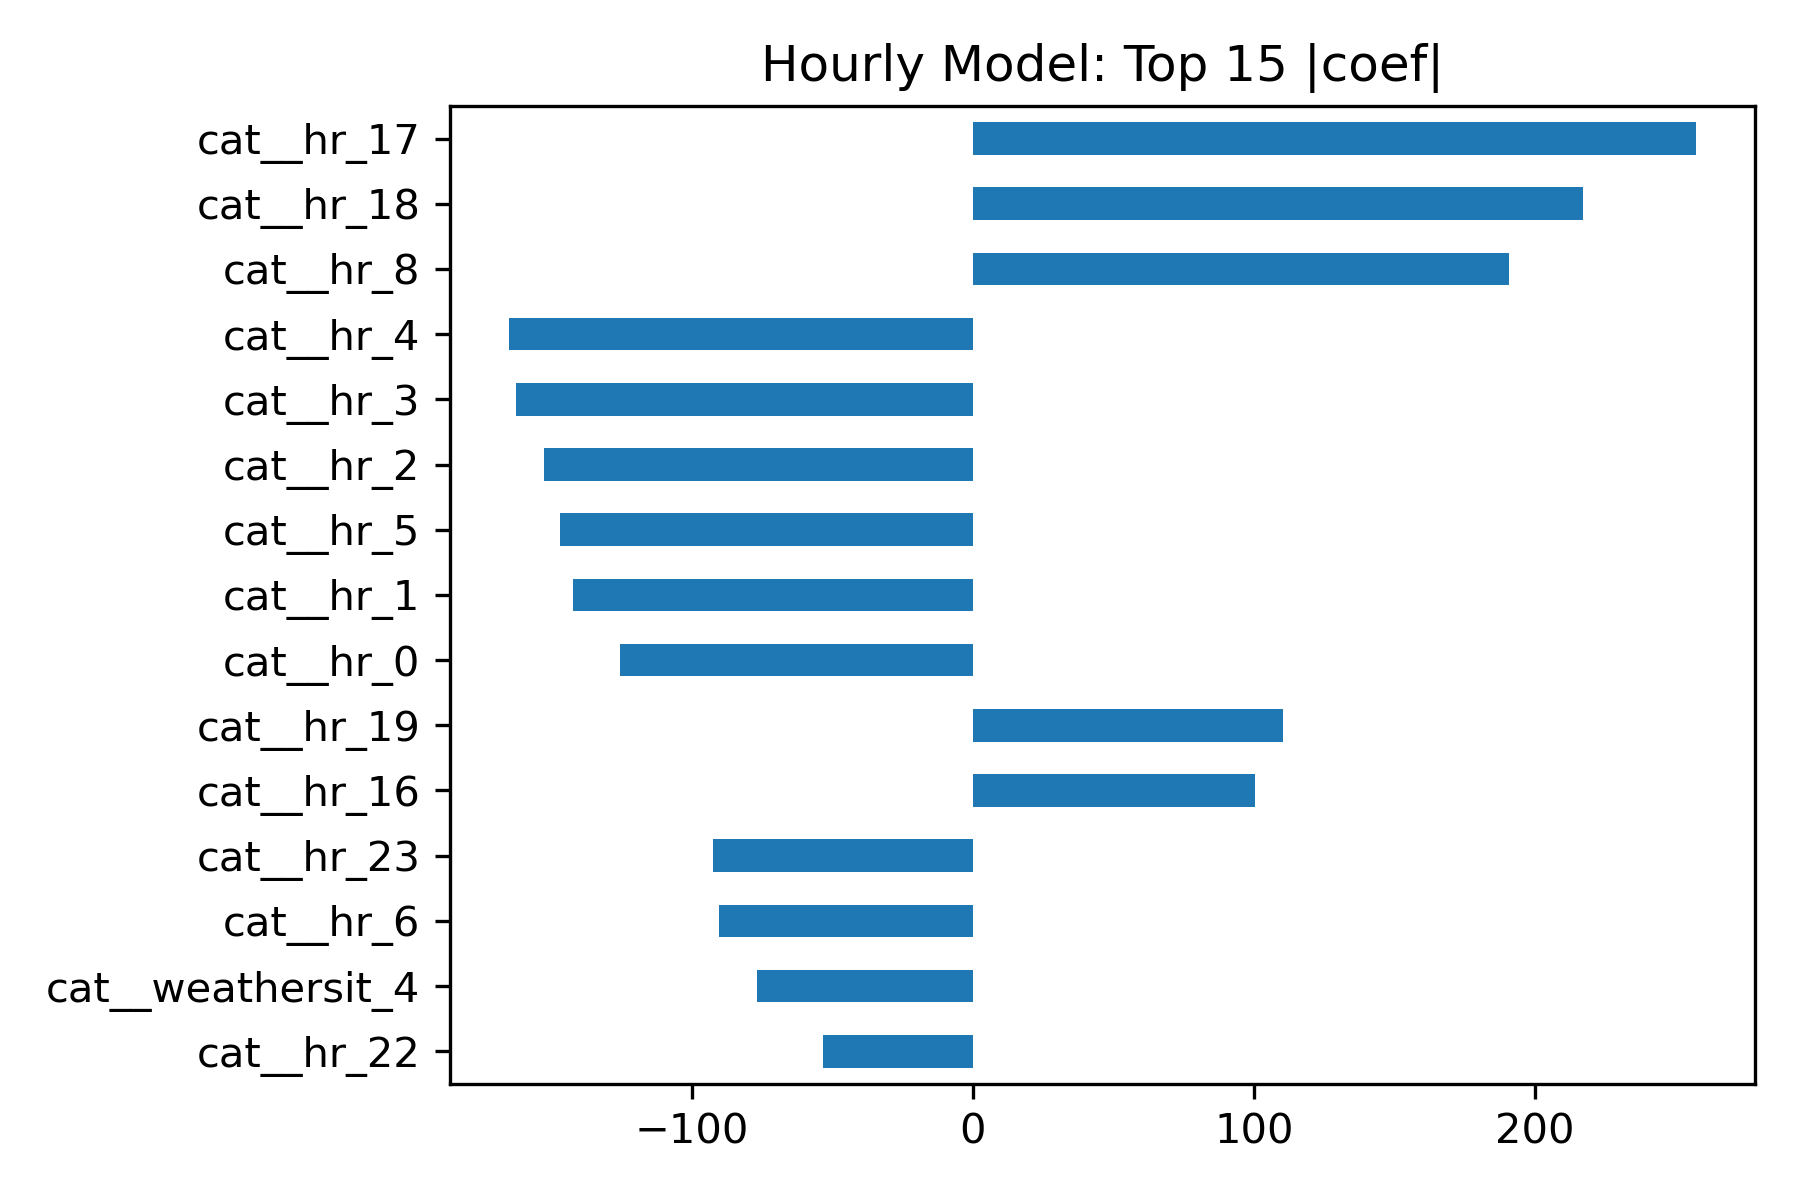 Hourly Model: Top 15 |coef|
cat__hr_17
cat__hr_18
cat__hr_8
cat__hr_4
cat__hr_3
cat__hr_2
cat__hr_5
cat__hr_1
cat__hr_0
cat__hr_19
cat__hr_16
cat__hr_23
cat__hr_6
cat__weathersit_4
cat__hr_22
−100 0 100 200